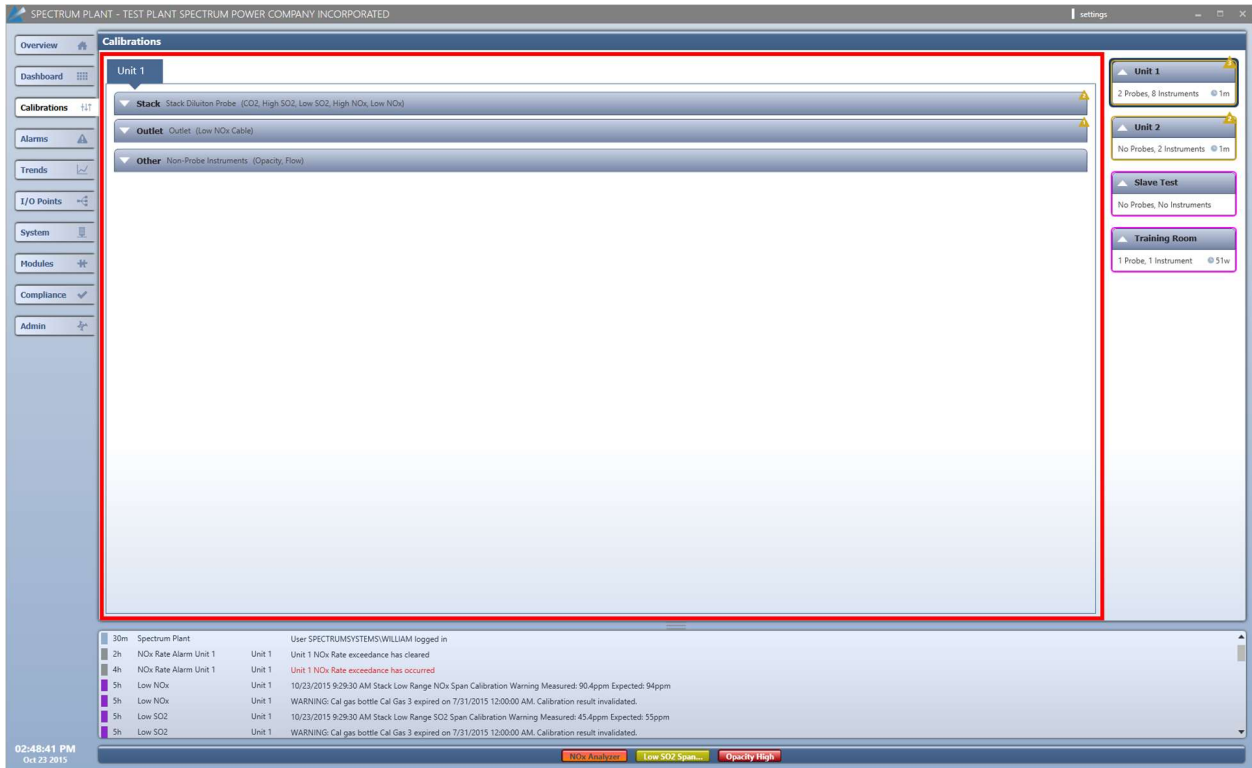 SPECTRUM PLANT - TEST PLANT SPECTRUM POWER COMPANY INCORPORATED
settings
Overview
Dashboard
Calibrations
Alarms
Trends
I/O Points
System
Modules
Compliance
Admin
Calibrations
Unit 1
Stack Stack Diluiton Probe (CO2, High SO2, Low SO2, High NOx, Low NOx)
Outlet Outlet (Low NOx Cable)
Other Non-Probe Instruments (Opacity, Flow)
Unit 1
2 Probes, 8 Instruments 1m
Unit 2
No Probes, 2 Instruments 1m
Slave Test
No Probes, No Instruments
Training Room
1 Probe, 1 Instrument 51w
30m Spectrum Plant User SPECTRUMSYSTEMS\WILLIAM logged in
2h NOx Rate Alarm Unit 1 Unit 1 Unit 1 NOx Rate exceedance has cleared
4h NOx Rate Alarm Unit 1 Unit 1 Unit 1 NOx Rate exceedance has occurred
5h Low NOx Unit 1 10/23/2015 9:29:30 AM Stack Low Range NOx Span Calibration Warning Measured: 90.4ppm Expected: 94ppm
5h Low NOx Unit 1 WARNING: Cal gas bottle Cal Gas 3 expired on 7/31/2015 12:00:00 AM. Calibration result invalidated.
5h Low SO2 Unit 1 10/23/2015 9:29:30 AM Stack Low Range SO2 Span Calibration Warning Measured: 45.4ppm Expected: 55ppm
5h Low SO2 Unit 1 WARNING: Cal gas bottle Cal Gas 3 expired on 7/31/2015 12:00:00 AM. Calibration result invalidated.
02:48:41 PM
Oct 23 2015
NOx Analyzer Low SO2 Span... Opacity High